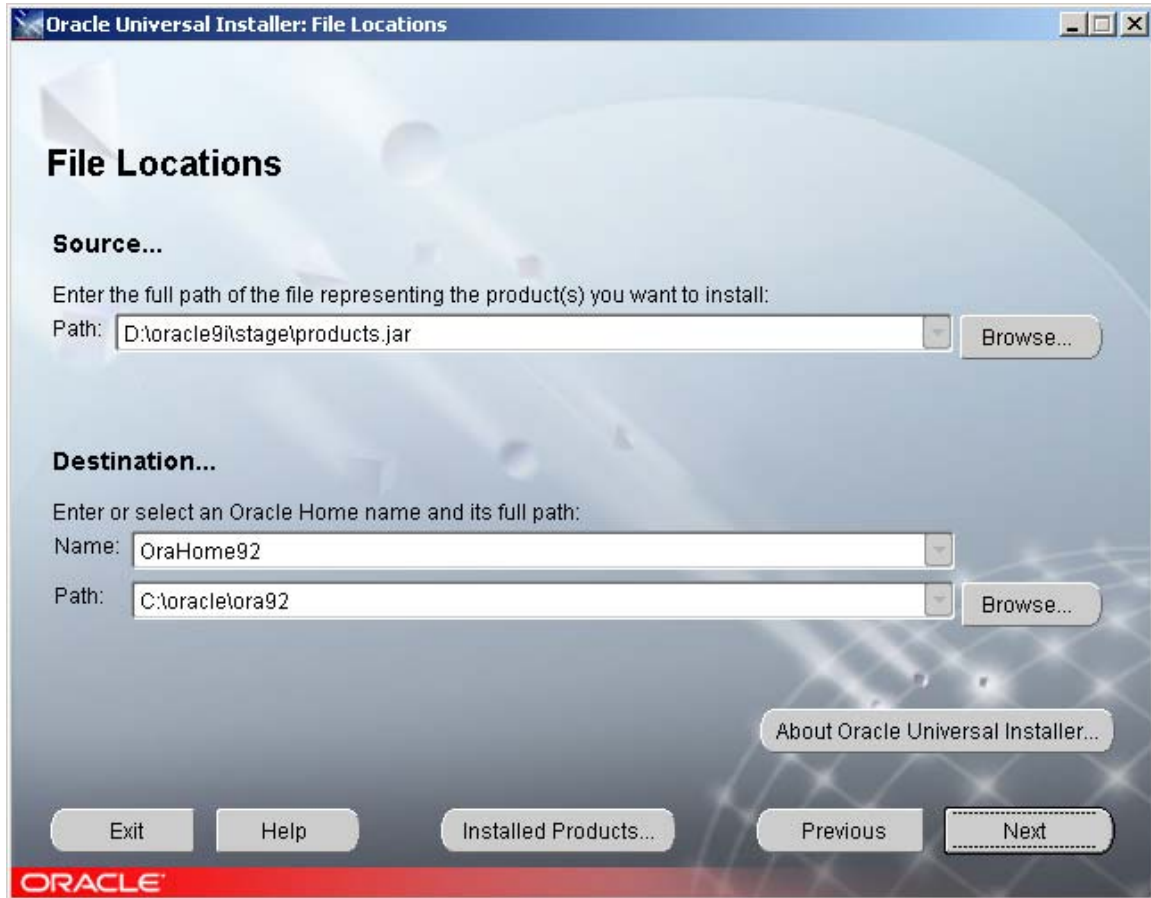 Oracle Universal Installer: File Locations
File Locations
Source...
Enter the full path of the file representing the product(s) you want to install:
Path: D:\oracle9i\stage\products.jar Browse...
Destination...
Enter or select an Oracle Home name and its full path:
Name: OraHome92
Path: C:\oracle\ora92 Browse...
About Oracle Universal Installer...
Exit Help Installed Products... Previous Next
ORACLE